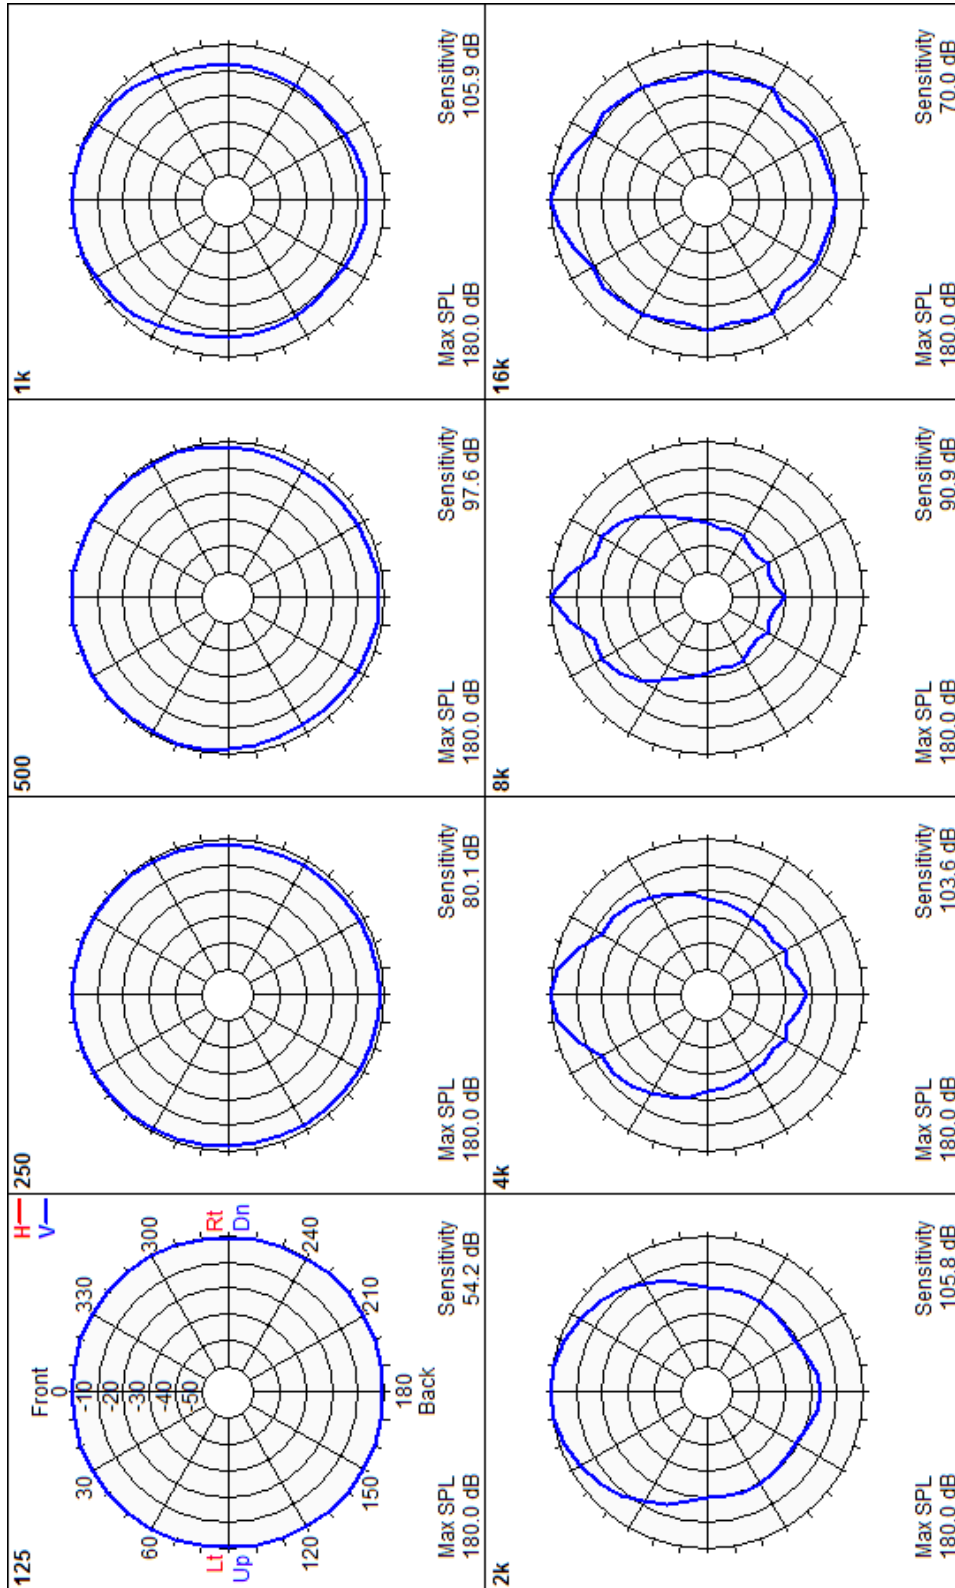 125
H
V
Front
0
-10
-20
-30
-40
-50
30
330
60
300
Lt
Rt
Up
Dn
120
240
150
210
180
Back
Max SPL
180.0 dB
Sensitivity
54.2 dB
250
Max SPL
180.0 dB
Sensitivity
80.1 dB
500
Max SPL
180.0 dB
Sensitivity
97.6 dB
1k
Max SPL
180.0 dB
Sensitivity
105.9 dB
2k
Max SPL
180.0 dB
Sensitivity
105.8 dB
4k
Max SPL
180.0 dB
Sensitivity
103.6 dB
8k
Max SPL
180.0 dB
Sensitivity
90.9 dB
16k
Max SPL
180.0 dB
Sensitivity
70.0 dB